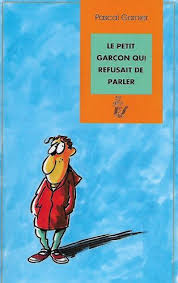 Pascal Garnier
LE PETIT
GARÇON QUI
REFUSAIT DE
PARLER